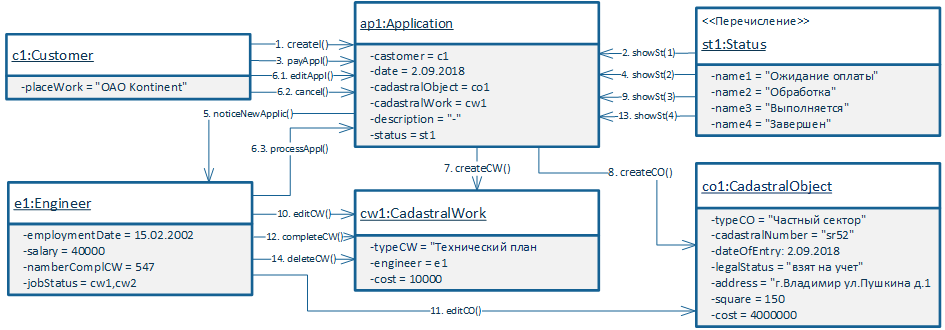 c1:Customer
-placeWork = "ОАО Kontinent"
1. createI()
3. payAppl()
6.1. editAppl()
6.2. cancel()
ap1:Application
-castomer = c1
-date = 2.09.2018
-cadastralObject = co1
-cadastralWork = cw1
-description = "-"
-status = st1
2. showSt(1)
4. showSt(2)
9. showSt(3)
13. showSt(4)
<<Перечисление>>
st1:Status
-name1 = "Ожидание оплаты"
-name2 = "Обработка"
-name3 = "Выполняется"
-name4 = "Завершен"
5. noticeNewApplic()
6.3. processAppl()
7. createCW()
8. createCO()
e1:Engineer
-employmentDate = 15.02.2002
-salary = 40000
-namberComplCW = 547
-jobStatus = cw1,cw2
10. editCW()
12. completeCW()
14. deleteCW()
cw1:CadastralWork
-typeCW = "Технический план
-engineer = e1
-cost = 10000
11. editCO()
co1:CadastralObject
-typeCO = "Частный сектор"
-cadastralNumber = "sr52"
-dateOfEntry: 2.09.2018
-legalStatus = "взят на учет"
-address = "г.Владимир ул.Пушкина д.1
-square = 150
-cost = 4000000